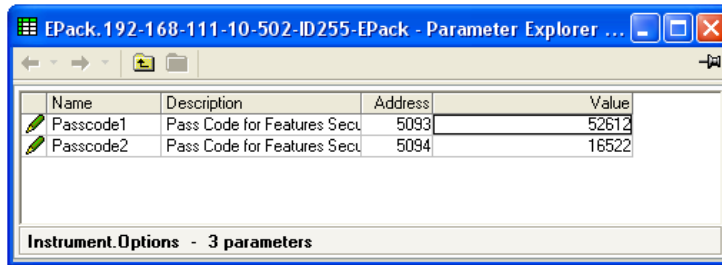 EPack.192-168-111-10-502-ID255-EPack - Parameter Explorer ...
Name Description Address Value
Passcode1 Pass Code for Features Secu 5093 52612
Passcode2 Pass Code for Features Secu 5094 16522
Instrument.Options - 3 parameters